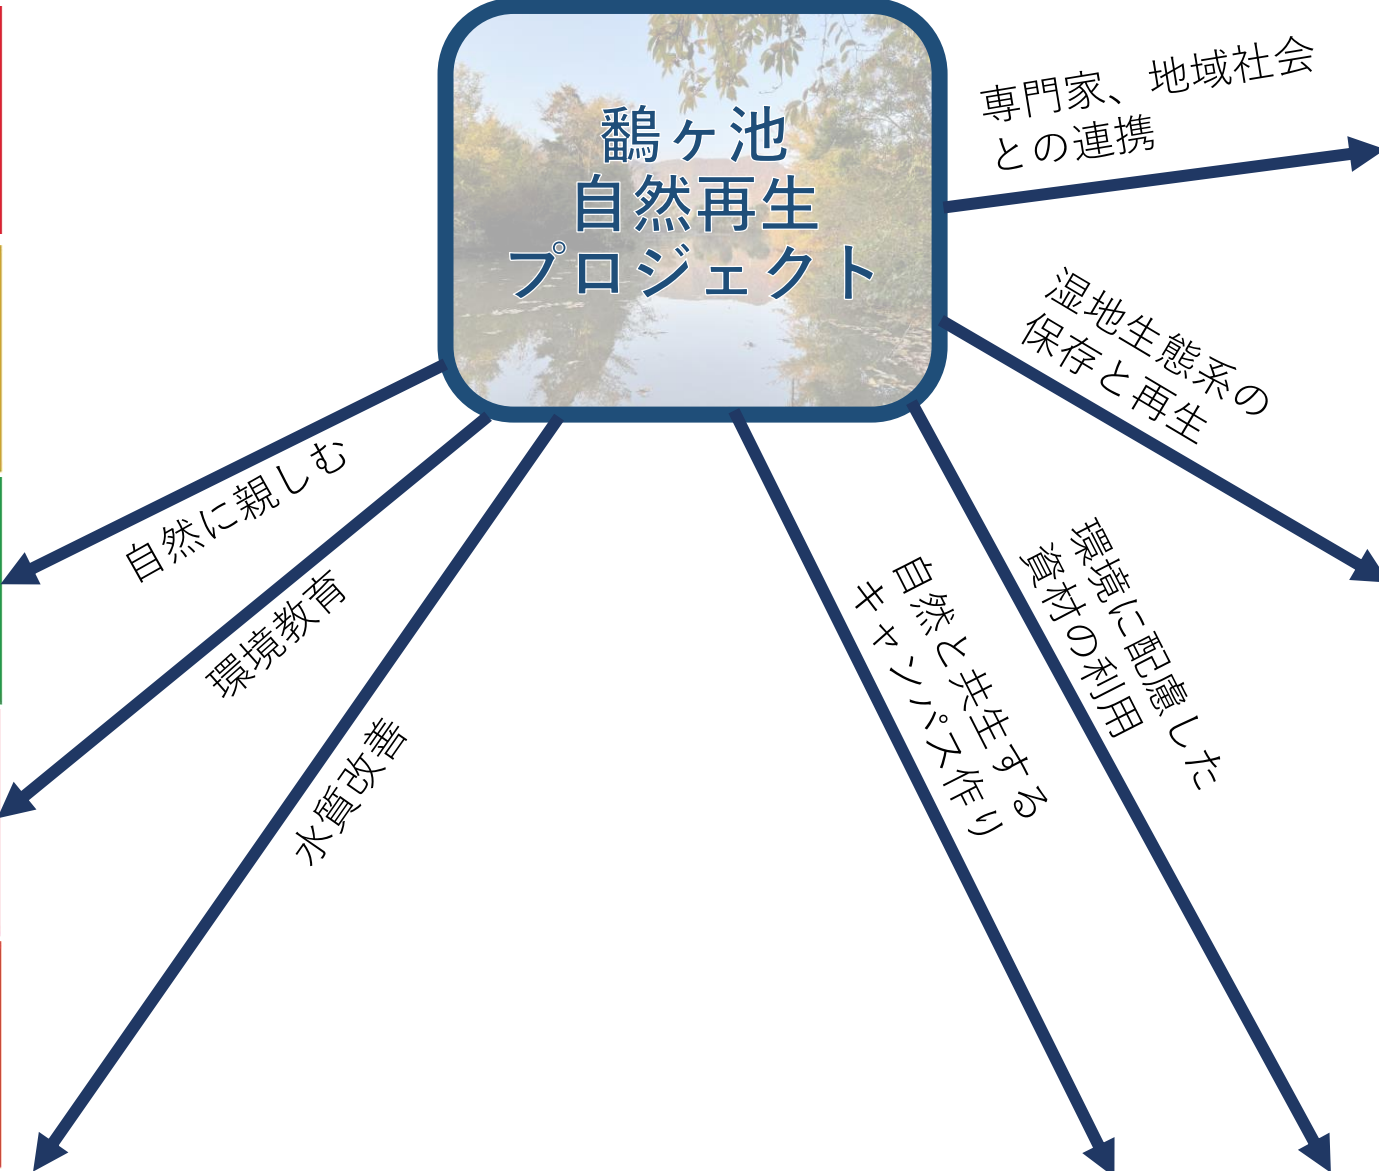 鷭ヶ池
自然再生
プロジェクト
専門家、地域社会
との連携
湿地生態系の
保存と再生
環境に配慮した
資材の利用
自然と共生する
キャンパス作り
自然に親しむ
環境教育
水質改善